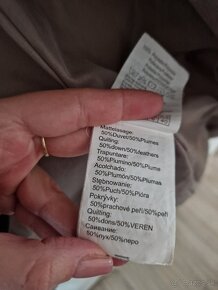 Matelassage:
50%Duvet/50%Plumes
Quilting:
50%down/50%feathers
Trapuntare:
50%Piumino/50%Piume
Acolchado:
50%Plumón/50%Plumas
Stębnowanie:
50%Puch/50%Pióra
Pokrývky:
50%prachové peří/50%peří
Quilting:
50%dons/50%VEREN
Сшивание:
50%пух/50%перо